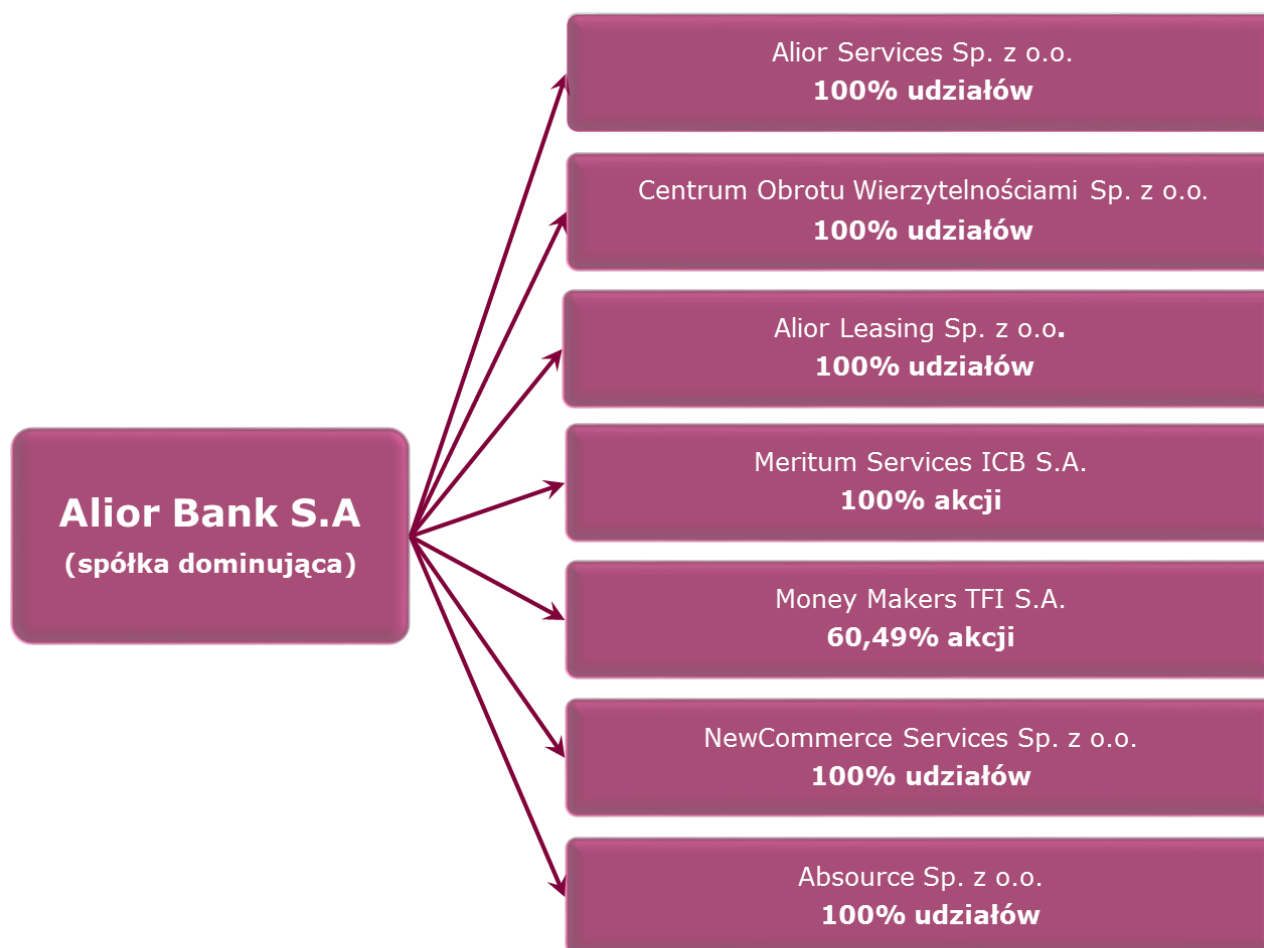 Alior Services Sp. z o.o.
100% udziałów
Centrum Obrotu Wierzytelnościami Sp. z o.o.
100% udziałów
Alior Leasing Sp. z o.o.
100% udziałów
Alior Bank S.A
(spółka dominująca)
Meritum Services ICB S.A.
100% akcji
Money Makers TFI S.A.
60,49% akcji
NewCommerce Services Sp. z o.o.
100% udziałów
Absource Sp. z o.o.
100% udziałów